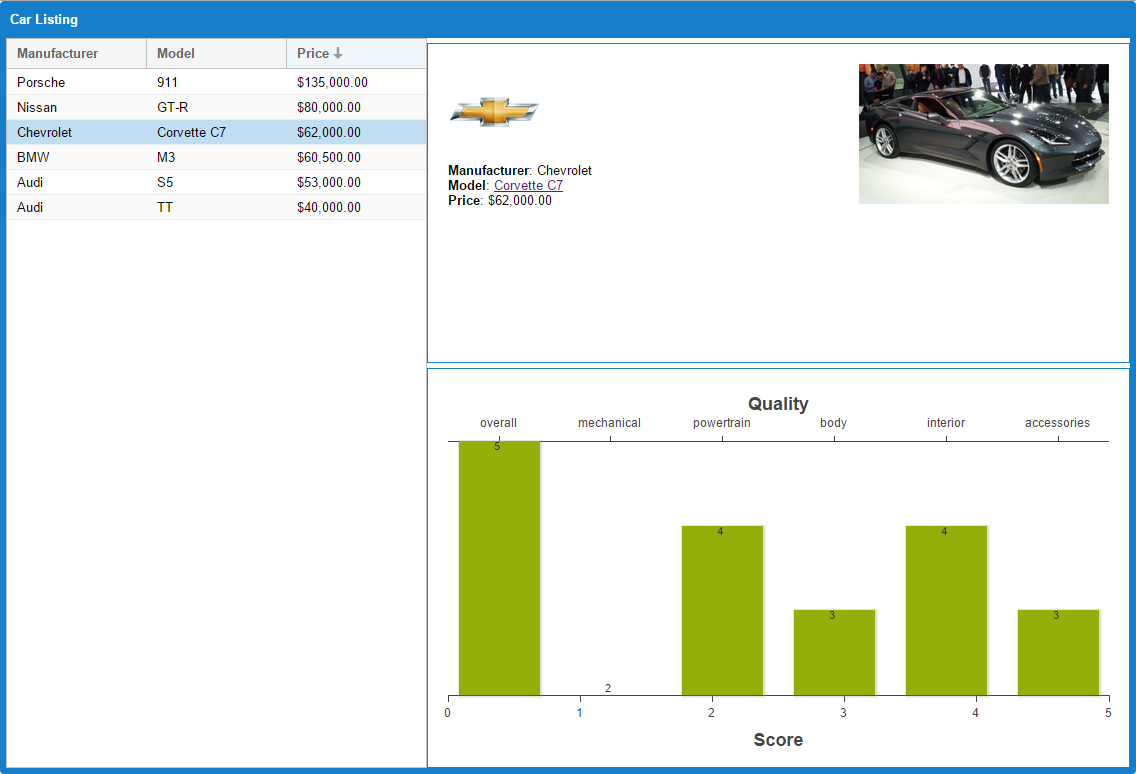 Car Listing
Manufacturer Model Price
Porsche 911 $135,000.00
Nissan GT-R $80,000.00
Chevrolet Corvette C7 $62,000.00
BMW M3 $60,500.00
Audi S5 $53,000.00
Audi TT $40,000.00
Manufacturer: Chevrolet
Model: Corvette C7
Price: $62,000.00
Quality
overall mechanical powertrain body interior accessories
5
4 4
3 3
2
0 1 2 3 4 5
Score